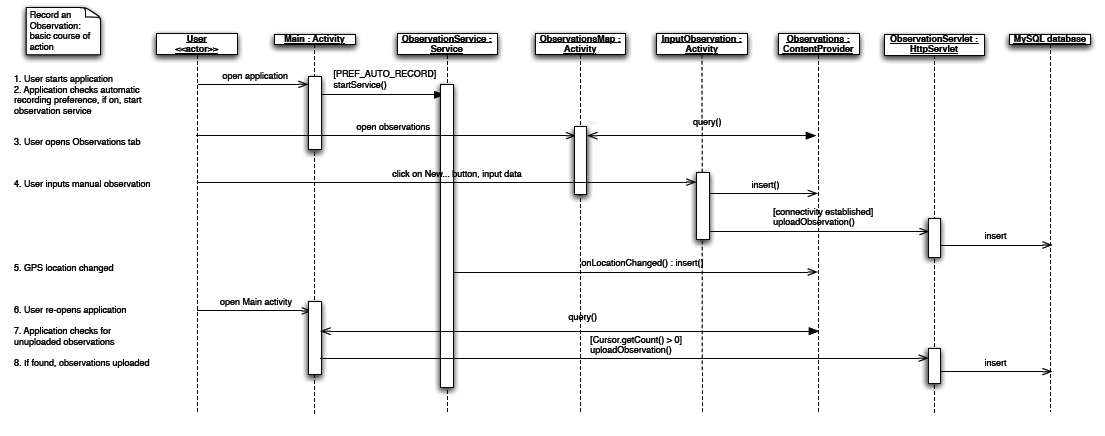 Record an
Observation:
basic course of
action
User
<<actor>>
Main : Activity
ObservationService :
Service
ObservationsMap :
Activity
InputObservation :
Activity
Observations :
ContentProvider
ObservationServlet :
HttpServlet
MySQL database
1. User starts application
2. Application checks automatic
recording preference, if on, start
observation service
open application
[PREF_AUTO_RECORD]
startService()
3. User opens Observations tab
open observations
query()
4. User inputs manual observation
click on New... button, input data
insert()
[connectivity established]
uploadObservation()
insert
5. GPS location changed
onLocationChanged() : insert()
6. User re-opens application
open Main activity
7. Application checks for
unuploaded observations
query()
[Cursor.getCount() > 0]
uploadObservation()
8. If found, observations uploaded
insert